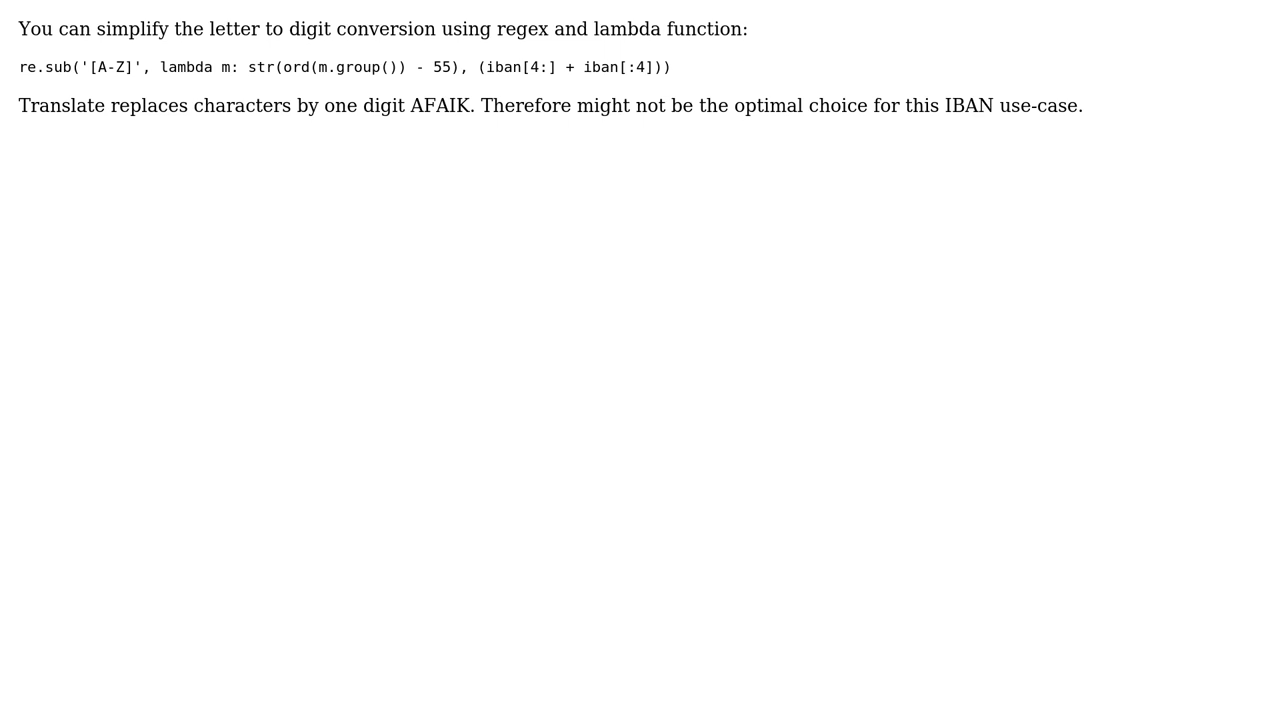 You can simplify the letter to digit conversion using regex and lambda function:
re.sub('[A-Z]', lambda m: str(ord(m.group()) - 55), (iban[4:] + iban[:4]))
Translate replaces characters by one digit AFAIK. Therefore might not be the optimal choice for this IBAN use-case.